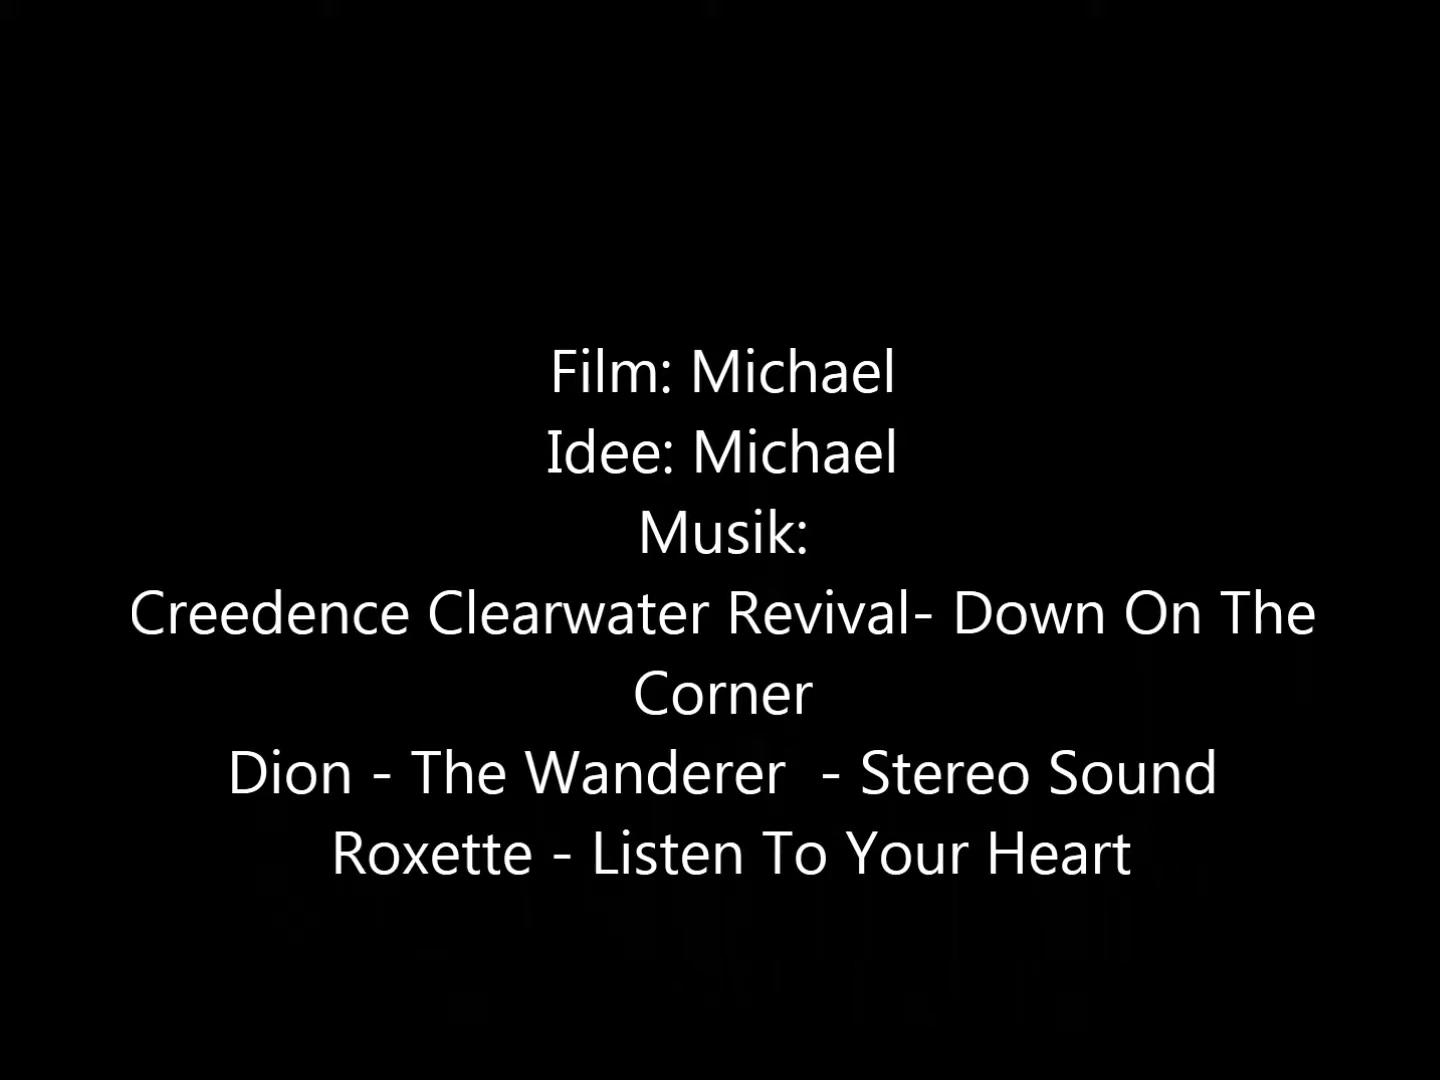 Film: Michael
Idee: Michael
Musik:
Creedence Clearwater Revival- Down On The
Corner
Dion - The Wanderer  - Stereo Sound
Roxette - Listen To Your Heart